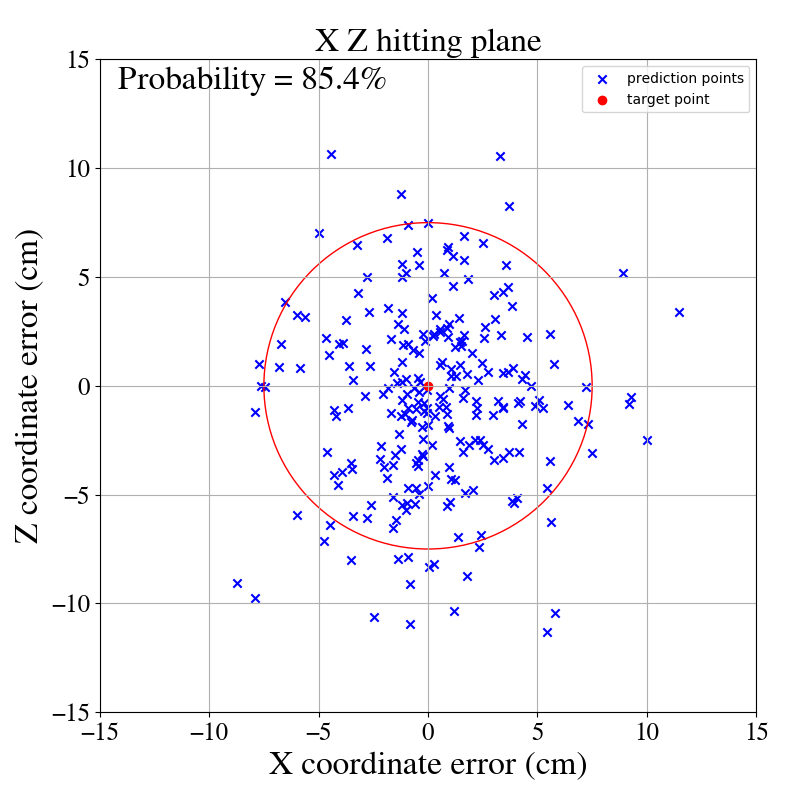 X Z hitting plane
Probability = 85.4%
prediction points
target point
Z coordinate error (cm)
15
10
5
0
−5
−10
−15
−15 −10 −5 0 5 10 15
X coordinate error (cm)